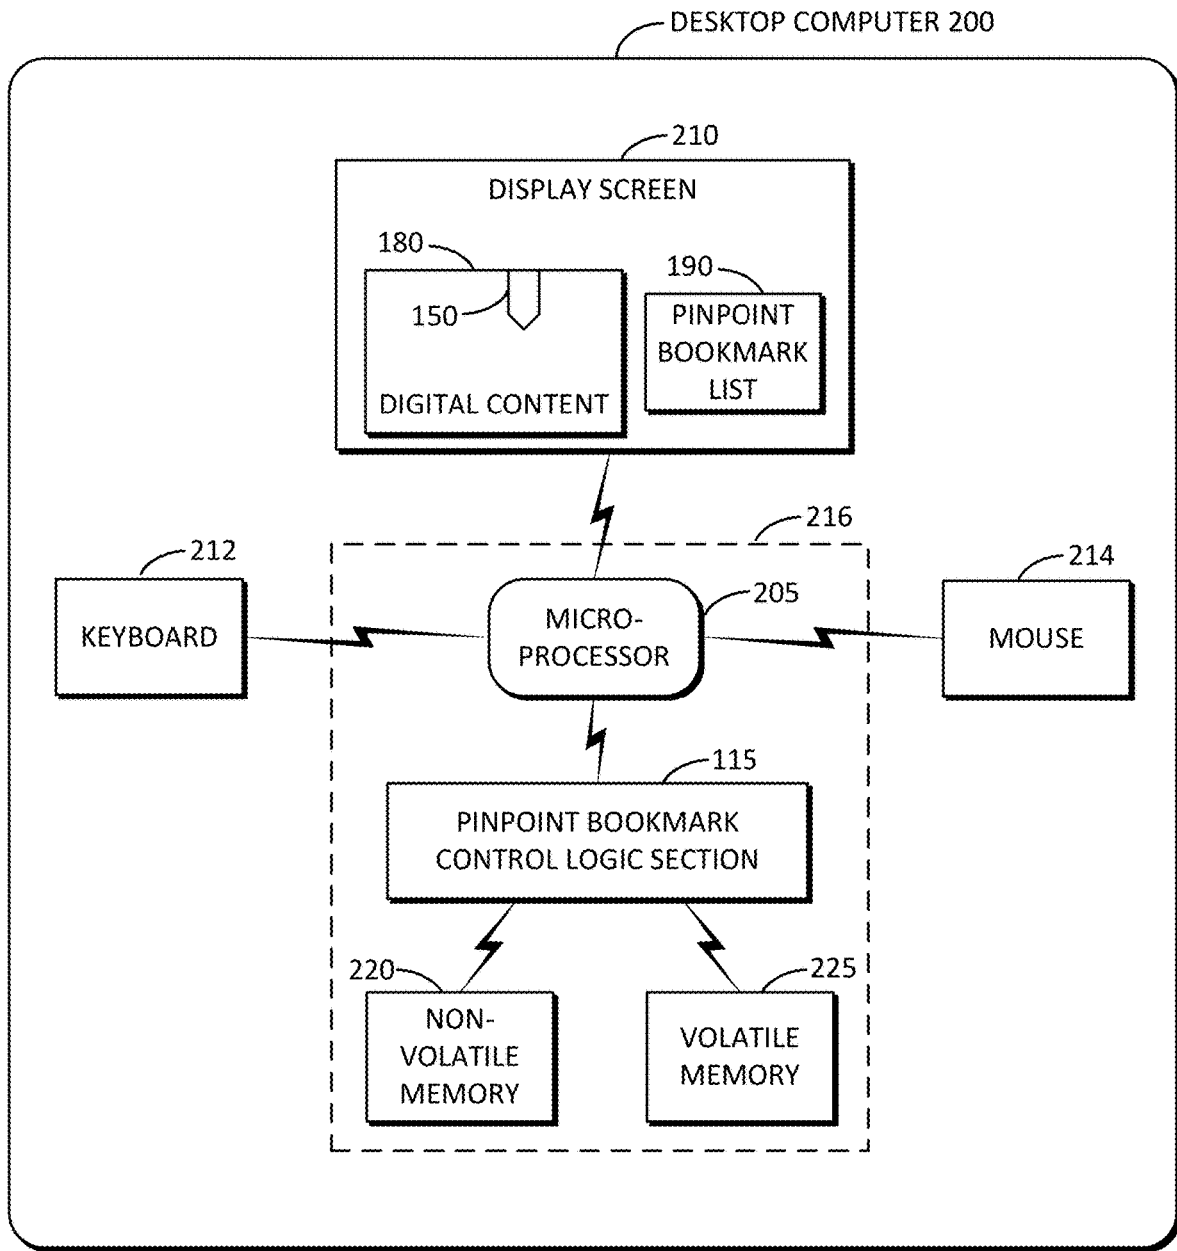 DESKTOP COMPUTER 200
210
DISPLAY SCREEN
180
150
DIGITAL CONTENT
190
PINPOINT
BOOKMARK
LIST
216
212
KEYBOARD
MICRO-
PROCESSOR
205
214
MOUSE
115
PINPOINT BOOKMARK
CONTROL LOGIC SECTION
220
NON-
VOLATILE
MEMORY
225
VOLATILE
MEMORY